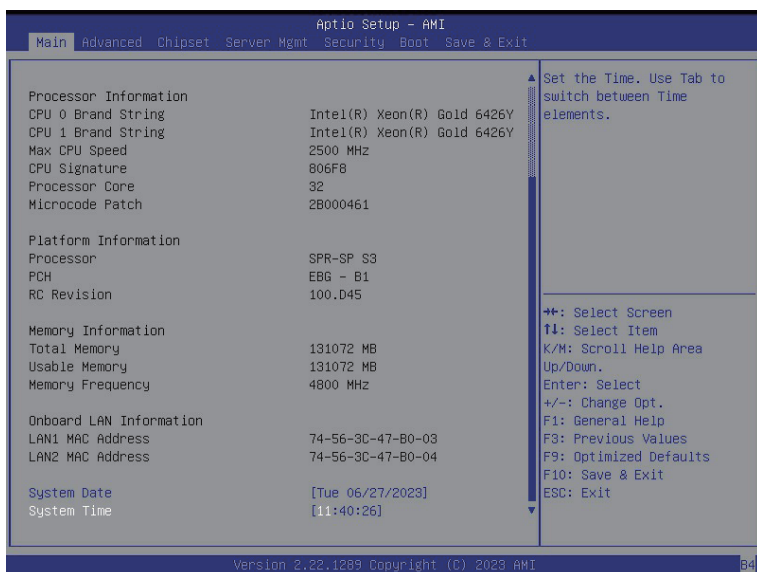 Aptio Setup – AMI
Main Advanced Chipset Server Mgmt Security Boot Save & Exit
Processor Information
CPU 0 Brand String Intel(R) Xeon(R) Gold 6426Y
CPU 1 Brand String Intel(R) Xeon(R) Gold 6426Y
Max CPU Speed 2500 MHz
CPU Signature 806F8
Processor Core 32
Microcode Patch 2B000461
Platform Information
Processor SPR-SP S3
PCH EBG – B1
RC Revision 100.D45
Memory Information
Total Memory 131072 MB
Usable Memory 131072 MB
Memory Frequency 4800 MHz
Onboard LAN Information
LAN1 MAC Address 74-56-3C-47-B0-03
LAN2 MAC Address 74-56-3C-47-B0-04
System Date [Tue 06/27/2023]
System Time [11:40:26]
Set the Time. Use Tab to
switch between Time
elements.
→←: Select Screen
↑↓: Select Item
K/M: Scroll Help Area
Up/Down.
Enter: Select
+/-: Change Opt.
F1: General Help
F3: Previous Values
F9: Optimized Defaults
F10: Save & Exit
ESC: Exit
Version 2.22.1289 Copyright (C) 2023 AMI
B4